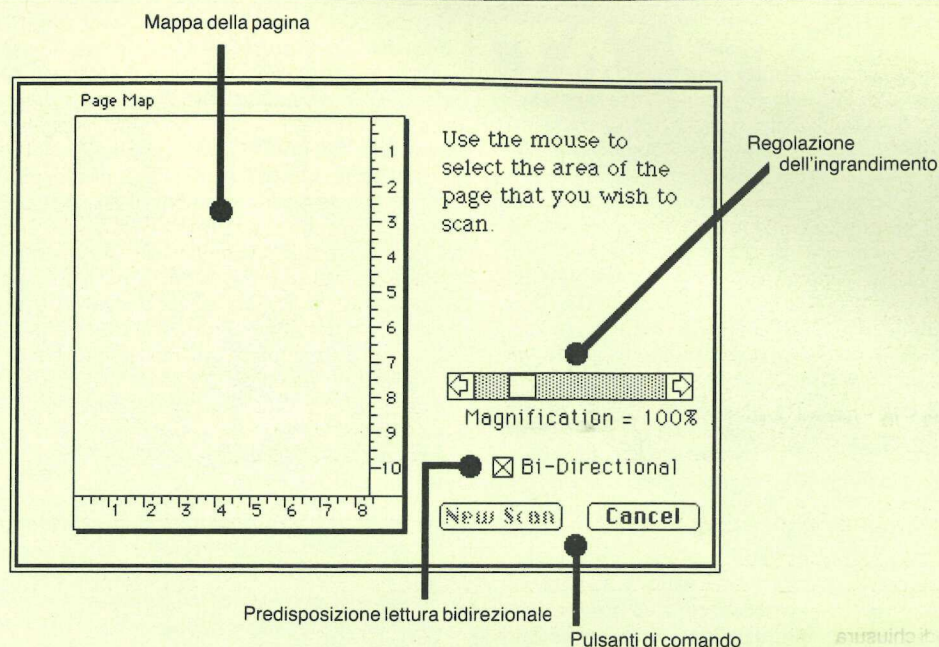 Mappa della pagina
Page Map
Use the mouse to
select the area of the
page that you wish to
scan.
Regolazione
dell'ingrandimento
1
2
3
4
5
6
7
8
9
10
Magnification = 100%
Bi-Directional
1 2 3 4 5 6 7 8
New Scan Cancel
Predisposizione lettura bidirezionale
Pulsanti di comando
di chiusura